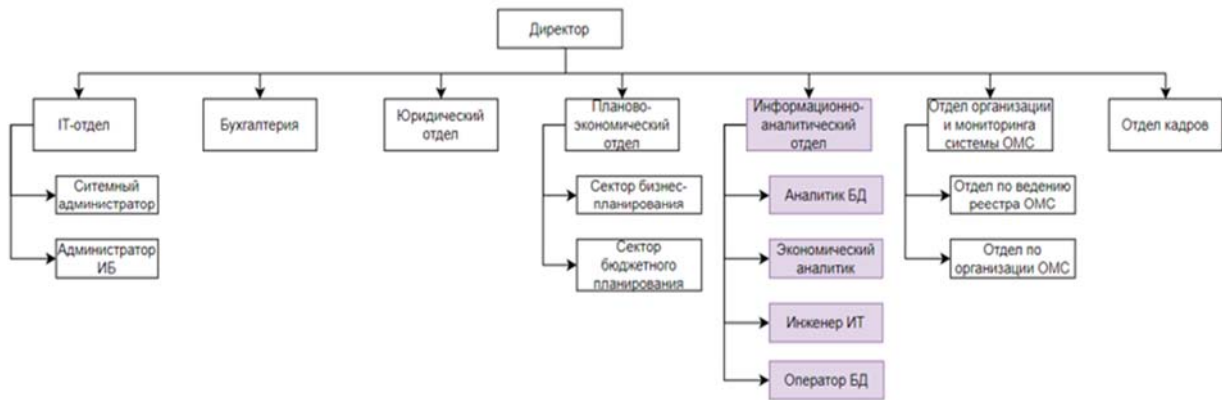 Директор
IT-отдел
Бухгалтерия
Юридический
отдел
Планово-
экономический
отдел
Информационно-
аналитический
отдел
Отдел организации
и мониторинга
системы ОМС
Отдел кадров
Ситемный
администратор
Администратор
ИБ
Сектор бизнес-
планирования
Сектор
бюджетного
планирования
Аналитик БД
Экономический
аналитик
Инженер ИТ
Оператор БД
Отдел по ведению
реестра ОМС
Отдел по
организации ОМС